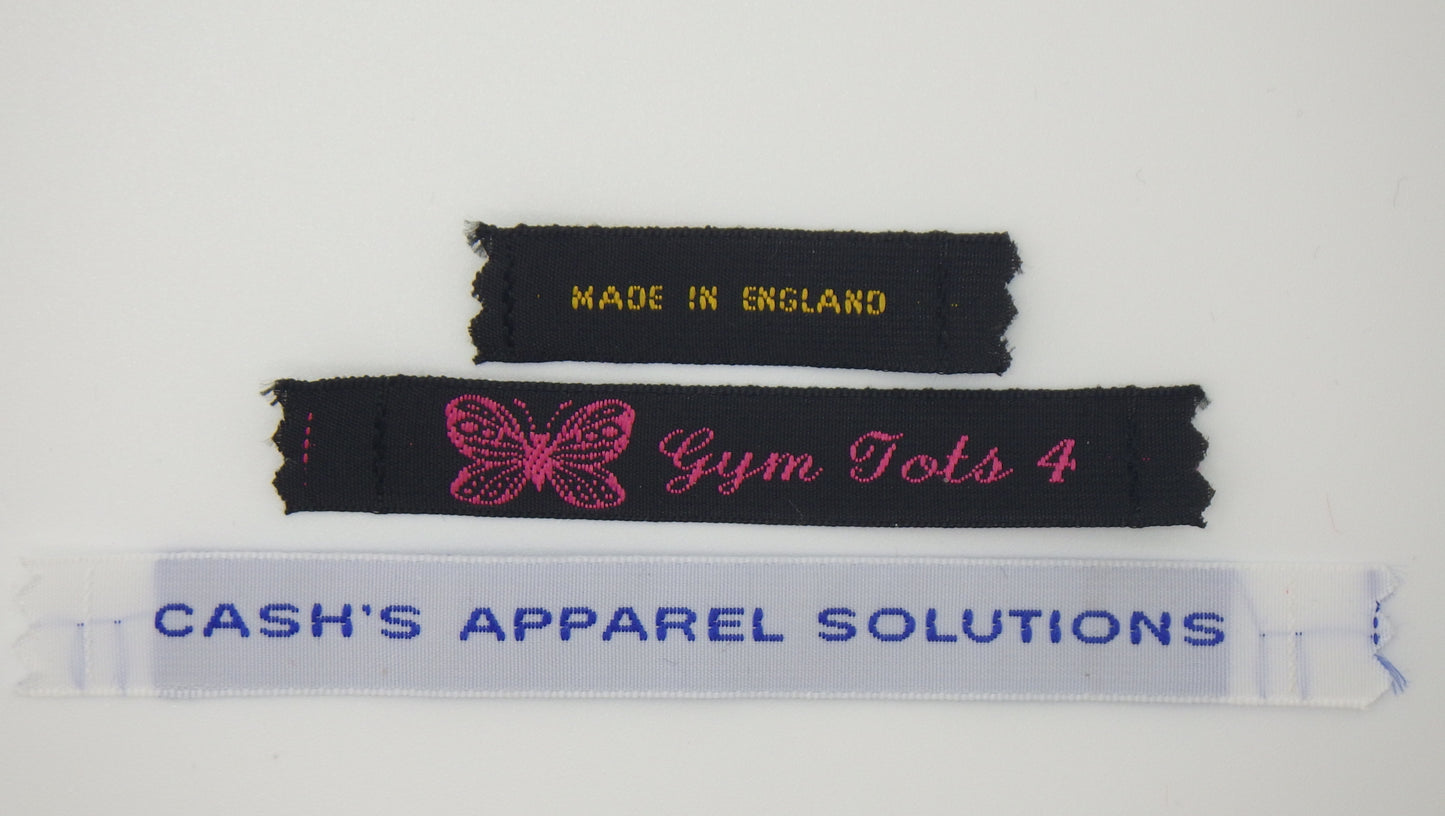 MADE IN ENGLAND
Gym Tots 4
CASH'S APPAREL SOLUTIONS